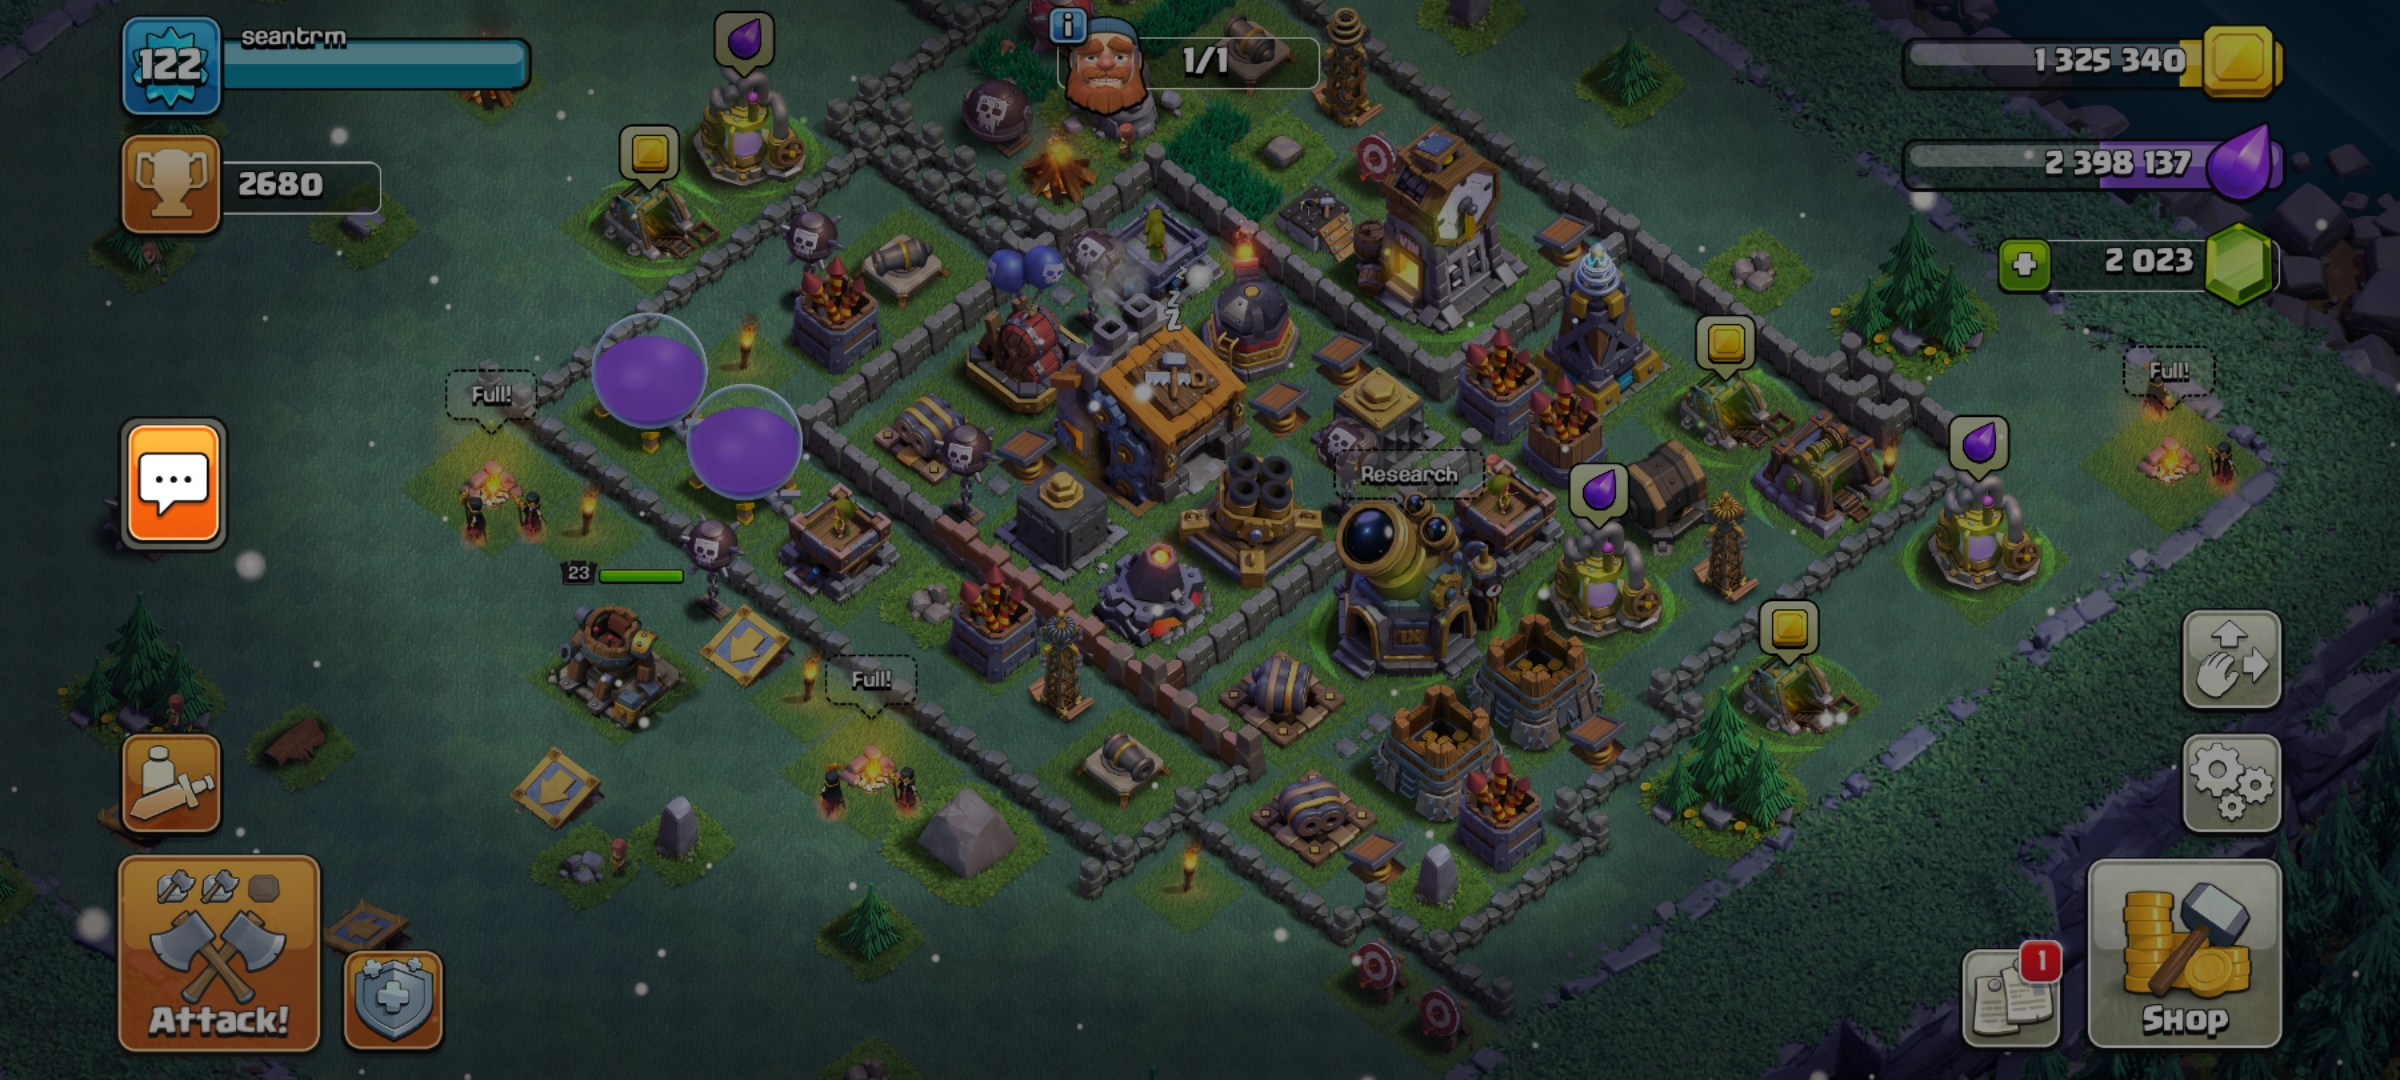 122
seantrm
i
1/1
1 325 340
2680
2 398 137
2 023
Full!
Full!
Research
23
Full!
Attack!
1
Shop